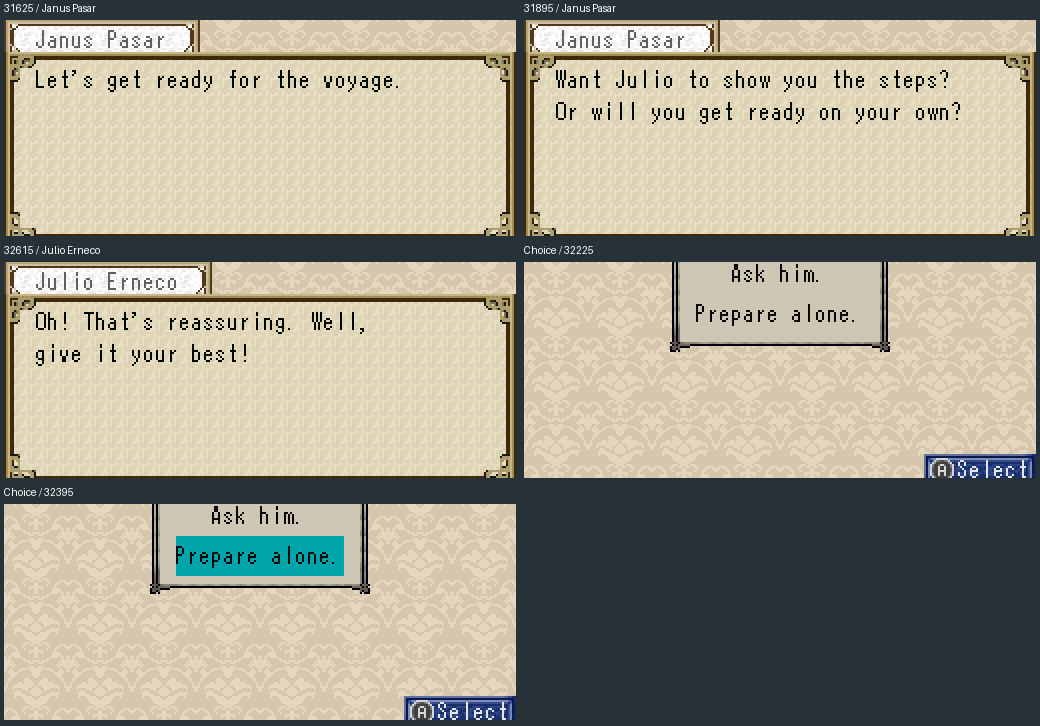 31625 / Janus Pasar
Janus Pasar
Let's get ready for the voyage.
31895 / Janus Pasar
Janus Pasar
Want Julio to show you the steps?
Or will you get ready on your own?
32615 / Julio Erneco
Julio Erneco
Oh! That's reassuring. Well,
give it your best!
Choice / 32225
Ask him.
Prepare alone.
Ⓐ Select
Choice / 32395
Ask him.
Prepare alone.
Ⓐ Select